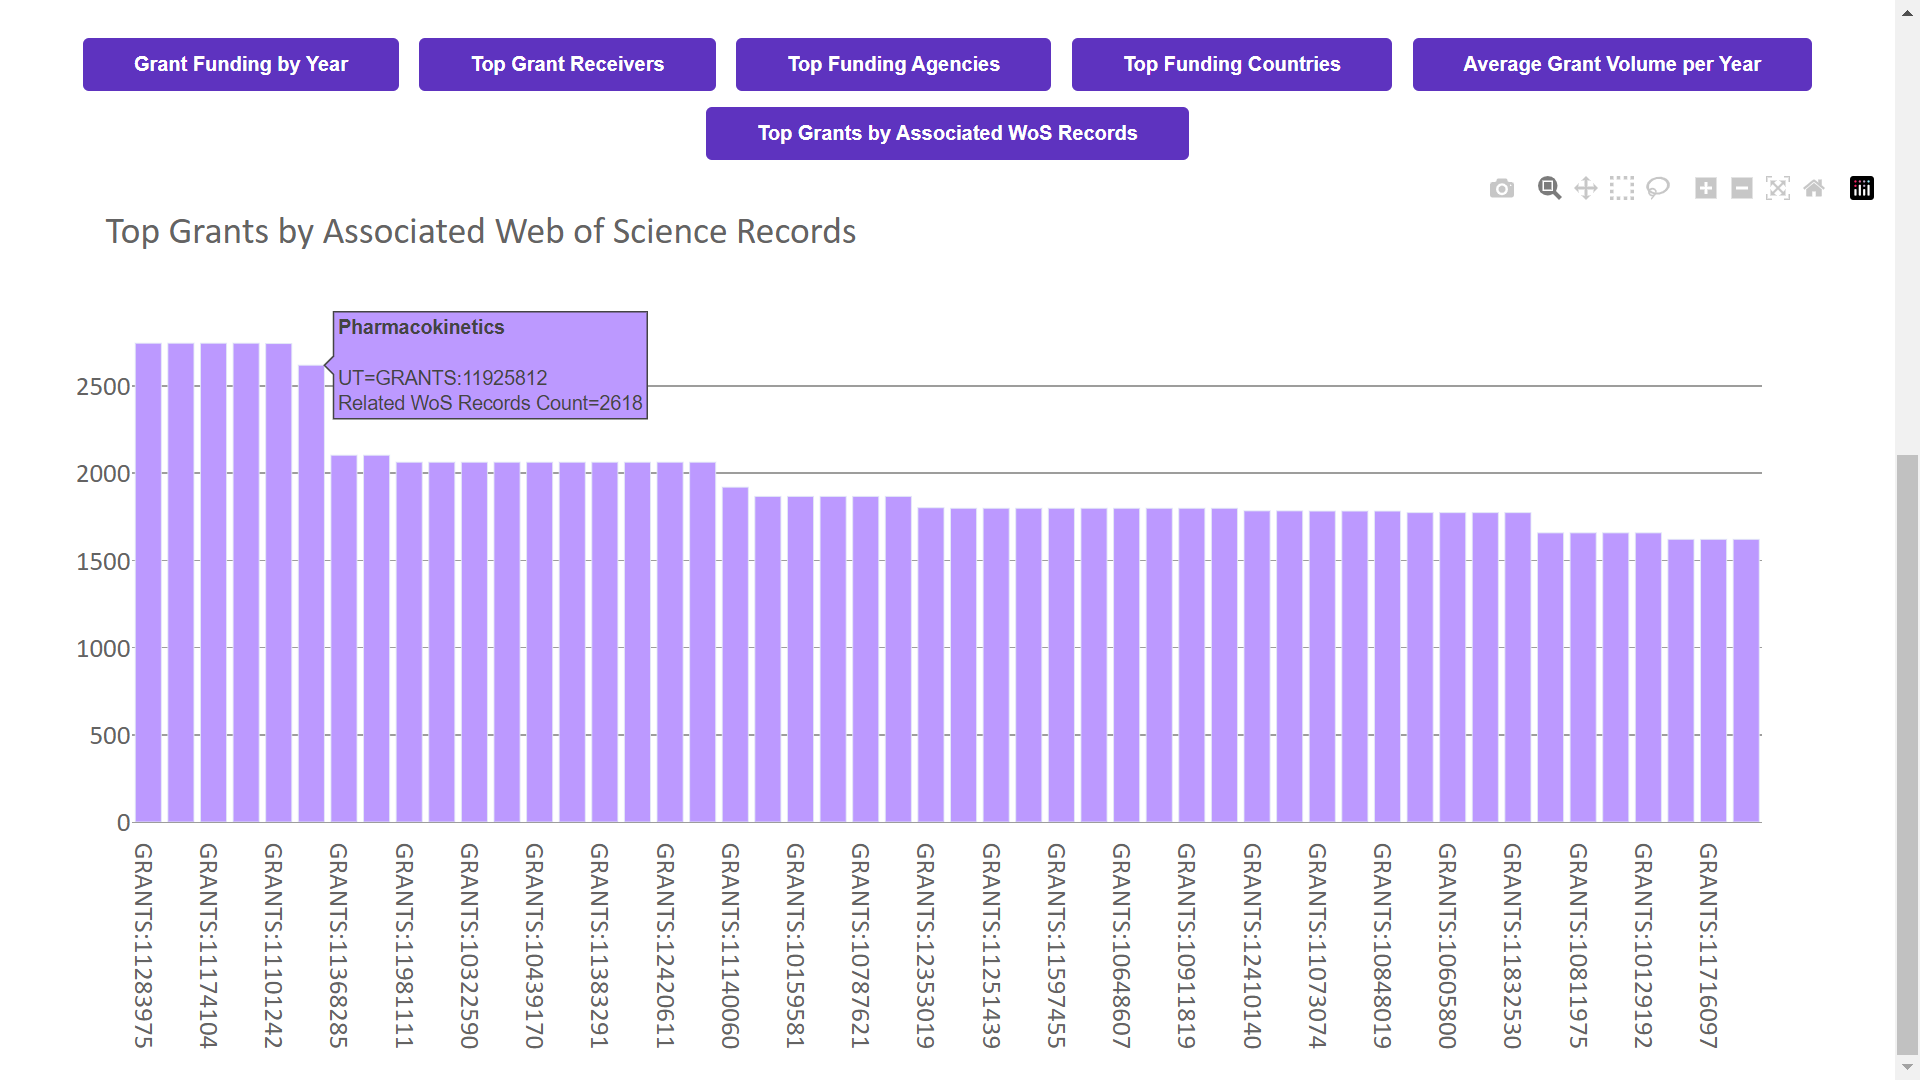 Grant Funding by Year
Top Grant Receivers
Top Funding Agencies
Top Funding Countries
Average Grant Volume per Year
Top Grants by Associated WoS Records
Top Grants by Associated Web of Science Records
Pharmacokinetics
UT=GRANTS:11925812
Related WoS Records Count=2618
2500
2000
1500
1000
500
0
GRANTS:11283975
GRANTS:11174104
GRANTS:11101242
GRANTS:11368285
GRANTS:11981111
GRANTS:10322590
GRANTS:10439170
GRANTS:11383291
GRANTS:12420611
GRANTS:11140060
GRANTS:10159581
GRANTS:10787621
GRANTS:12353019
GRANTS:11251439
GRANTS:11597455
GRANTS:10648607
GRANTS:10911819
GRANTS:12410140
GRANTS:11073074
GRANTS:10848019
GRANTS:10605800
GRANTS:11832530
GRANTS:10811975
GRANTS:10129192
GRANTS:11716097